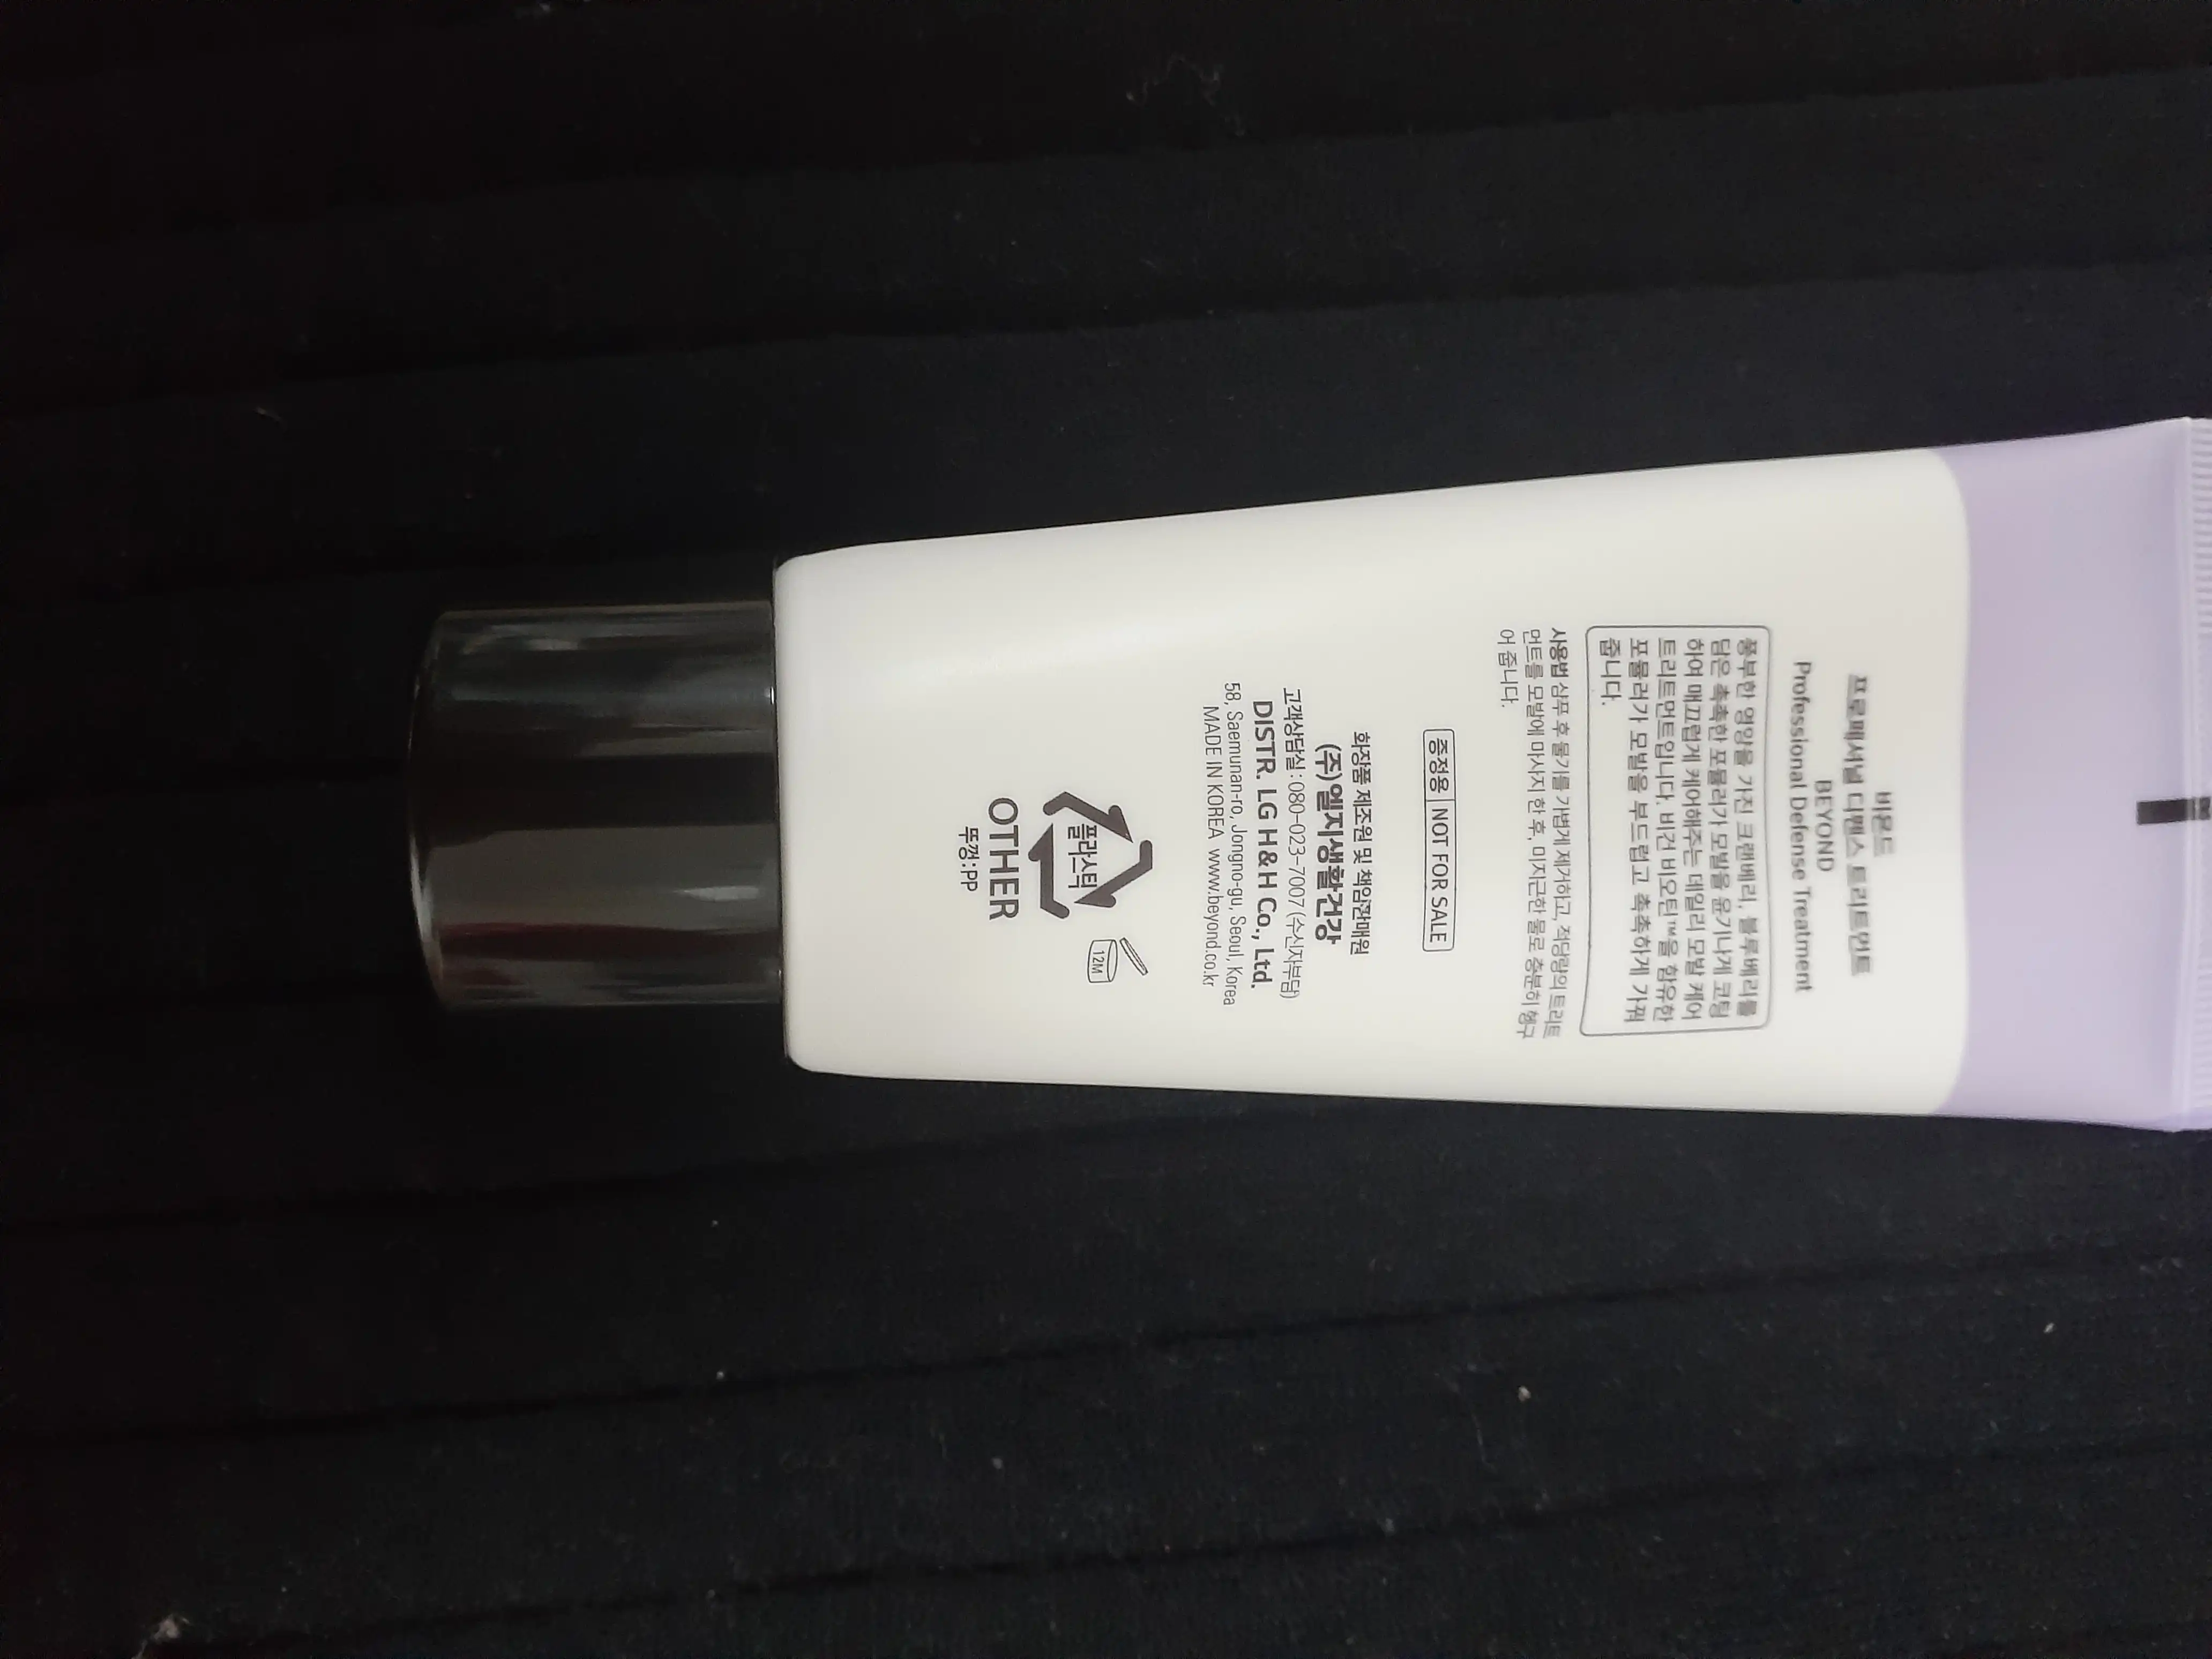 비욘드
프로페셔널 디펜스 트리트먼트
BEYOND
Professional Defense Treatment
풍부한 영양을 가진 크랜베리, 블루베리를
담은 촉촉한 포뮬러가 모발을 윤기나게 코팅
하여 매끄럽게 케어해주는 데일리 모발 케어
트리트먼트입니다. 비건 비오틴™을 함유한
포뮬러가 모발을 부드럽고 촉촉하게 가꿔
줍니다.
사용법 샴푸 후 물기를 가볍게 제거하고, 적당량의 트리트
먼트를 모발에 마사지 한 후, 미지근한 물로 충분히 헹구
어 줍니다.
증정용 NOT FOR SALE
화장품 제조원 및 책임판매원
(주)엘지생활건강
고객상담실:080-023-7007 (수신자부담)
DISTR. LG H&H Co., Ltd.
58, Saemunan-ro, Jongno-gu, Seoul, Korea
MADE IN KOREA www.beyond.co.kr
12M
플라스틱
OTHER
뚜껑:PP